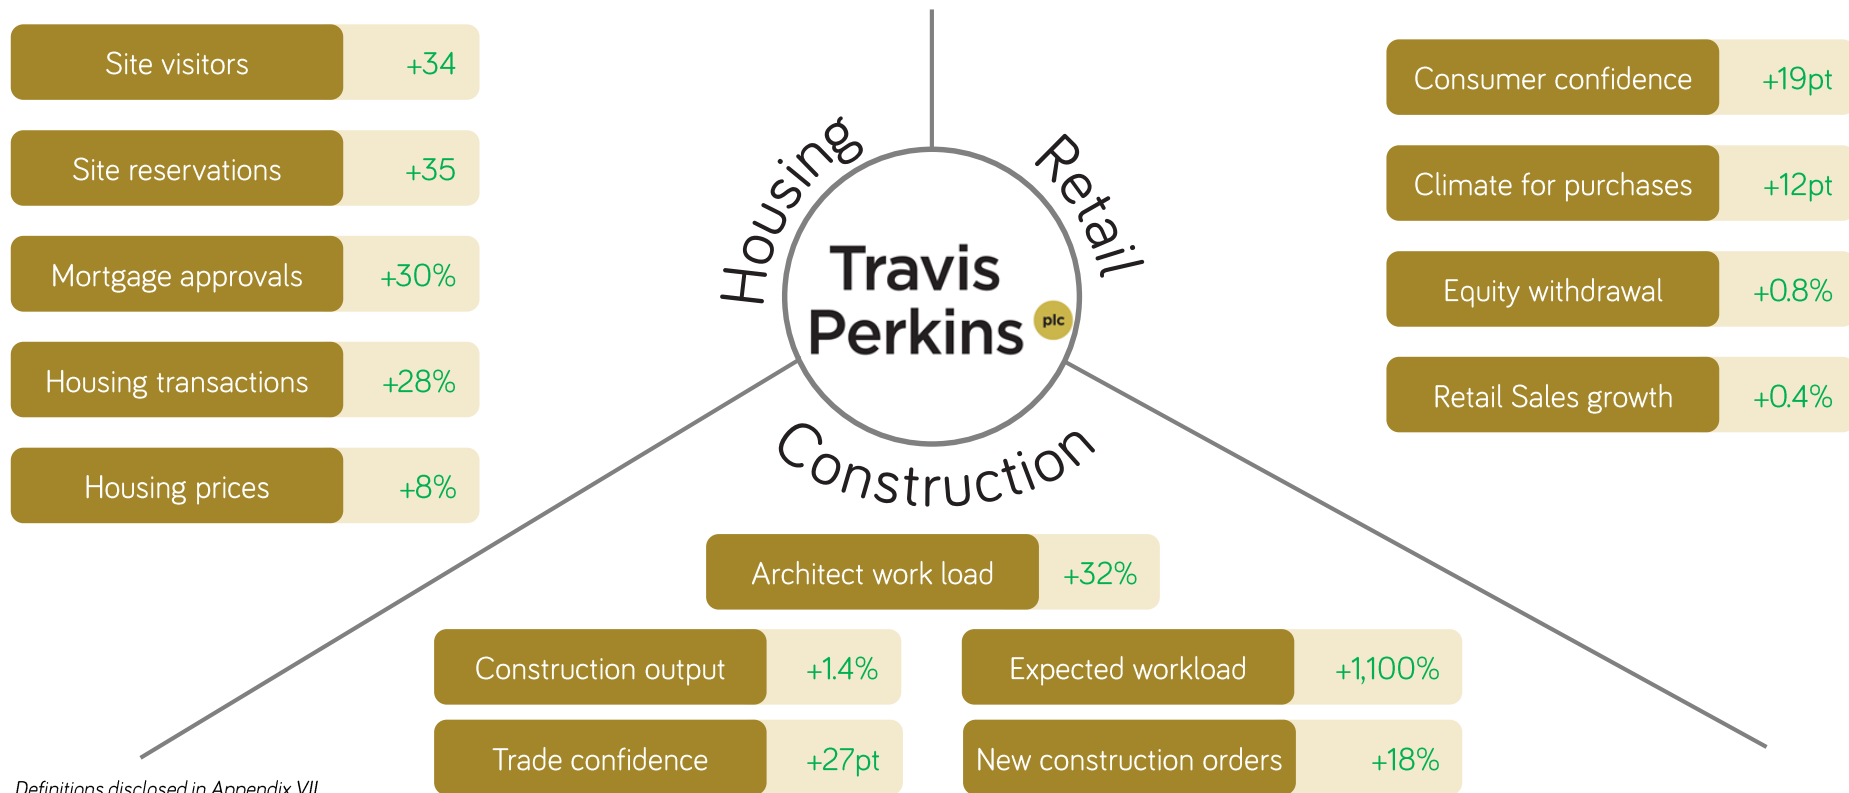 Site visitors +34
Site reservations +35
Mortgage approvals +30%
Housing transactions +28%
Housing prices +8%
Housing
Retail
Construction
Travis
Perkins plc
Consumer confidence +19pt
Climate for purchases +12pt
Equity withdrawal +0.8%
Retail Sales growth +0.4%
Architect work load +32%
Construction output +1.4%
Expected workload +1,100%
Trade confidence +27pt
New construction orders +18%
Definitions disclosed in Appendix VII